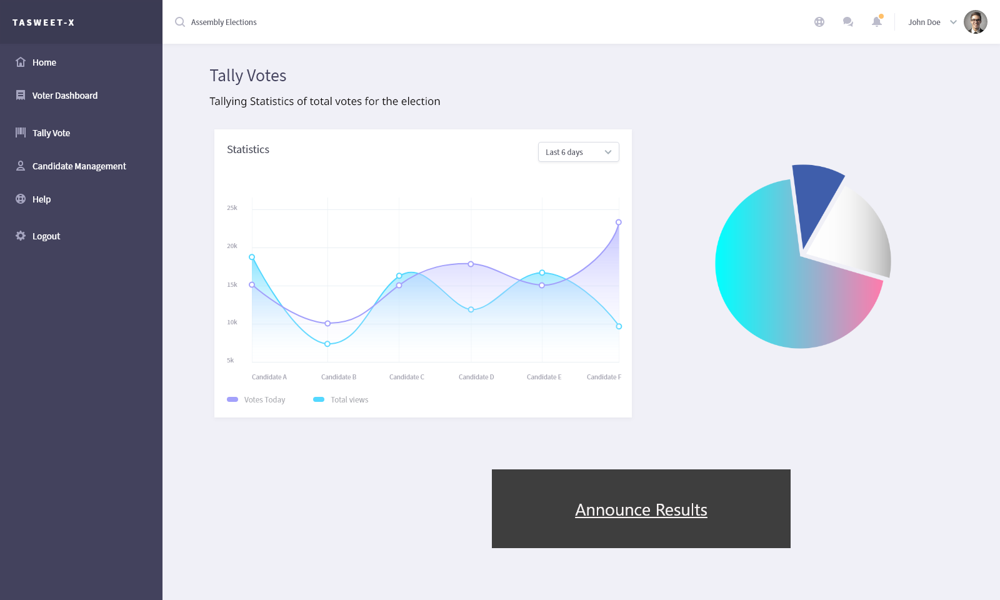 TASWEET-X
Assembly Elections
John Doe
Home
Voter Dashboard
Tally Vote
Candidate Management
Help
Logout
Tally Votes
Tallying Statistics of total votes for the election
Statistics
Last 6 days
25k
20k
15k
10k
5k
Candidate A Candidate B Candidate C Candidate D Candidate E Candidate F
Votes Today Total views
Announce Results